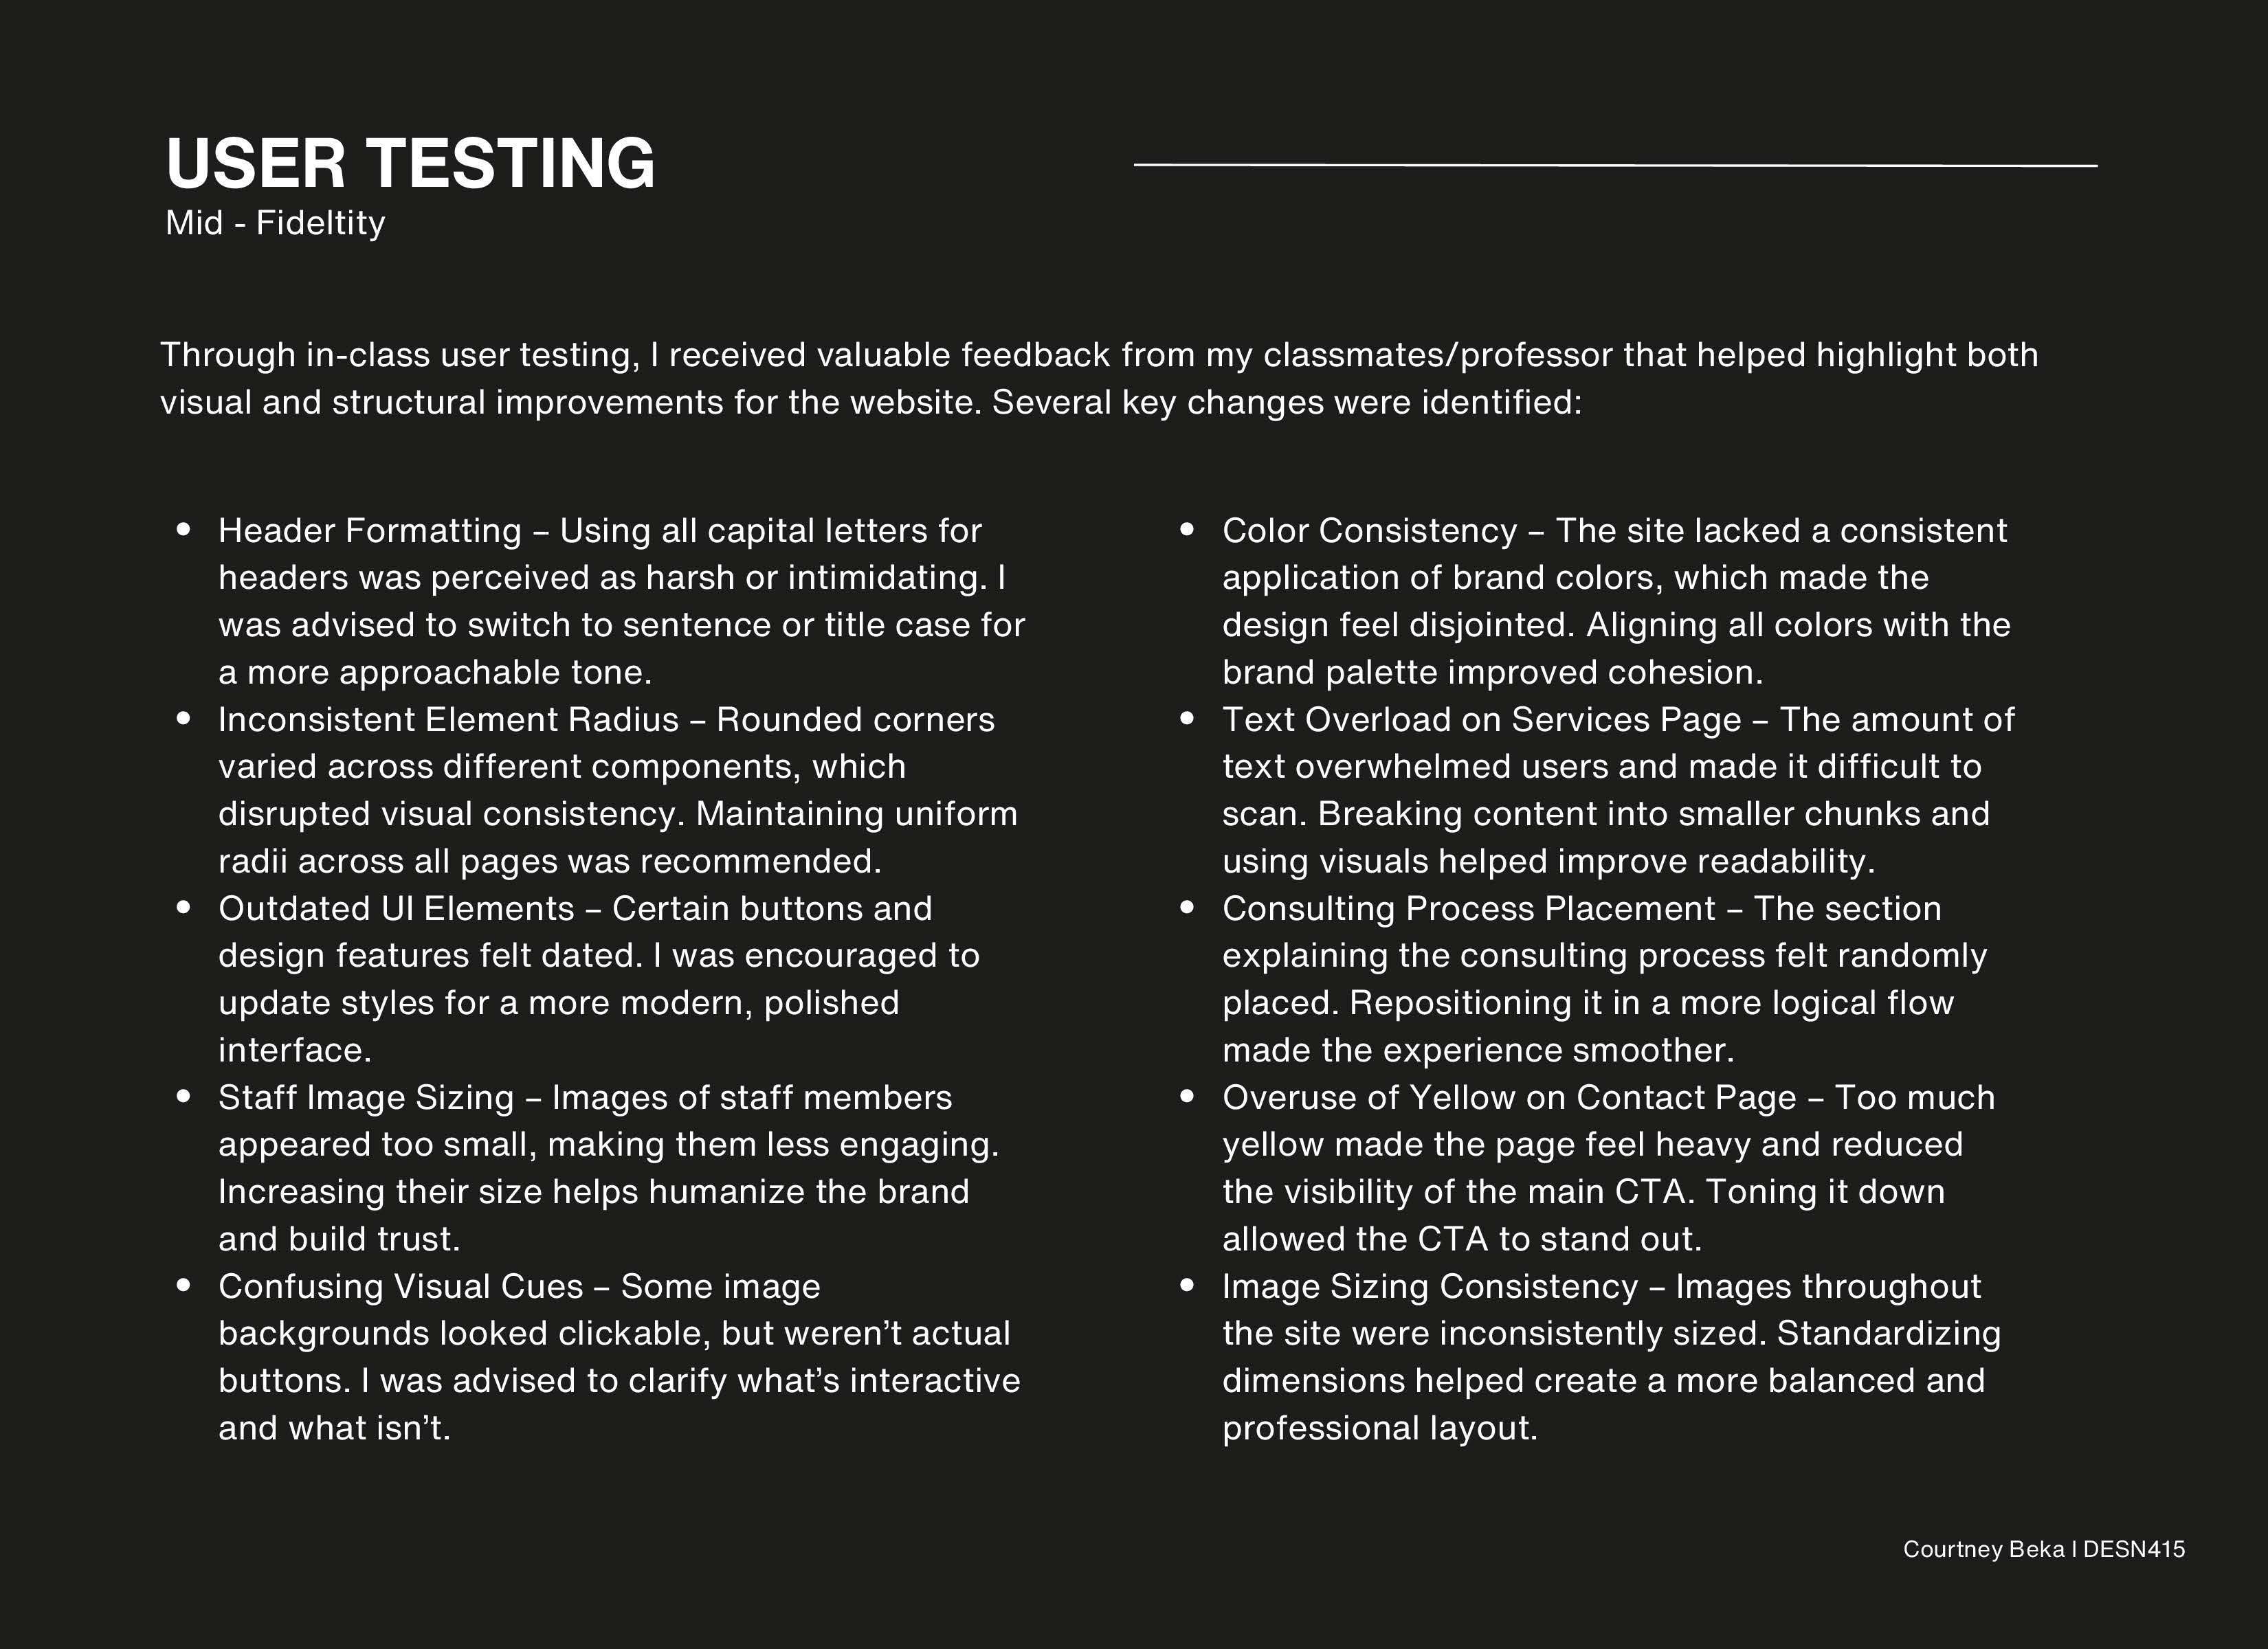 USER TESTING
Mid - Fideltity
Through in-class user testing, I received valuable feedback from my classmates/professor that helped highlight both
visual and structural improvements for the website. Several key changes were identified:
• Header Formatting – Using all capital letters for
headers was perceived as harsh or intimidating. I
was advised to switch to sentence or title case for
a more approachable tone.
• Inconsistent Element Radius – Rounded corners
varied across different components, which
disrupted visual consistency. Maintaining uniform
radii across all pages was recommended.
• Outdated UI Elements – Certain buttons and
design features felt dated. I was encouraged to
update styles for a more modern, polished
interface.
• Staff Image Sizing – Images of staff members
appeared too small, making them less engaging.
Increasing their size helps humanize the brand
and build trust.
• Confusing Visual Cues – Some image
backgrounds looked clickable, but weren’t actual
buttons. I was advised to clarify what’s interactive
and what isn’t.
• Color Consistency – The site lacked a consistent
application of brand colors, which made the
design feel disjointed. Aligning all colors with the
brand palette improved cohesion.
• Text Overload on Services Page – The amount of
text overwhelmed users and made it difficult to
scan. Breaking content into smaller chunks and
using visuals helped improve readability.
• Consulting Process Placement – The section
explaining the consulting process felt randomly
placed. Repositioning it in a more logical flow
made the experience smoother.
• Overuse of Yellow on Contact Page – Too much
yellow made the page feel heavy and reduced
the visibility of the main CTA. Toning it down
allowed the CTA to stand out.
• Image Sizing Consistency – Images throughout
the site were inconsistently sized. Standardizing
dimensions helped create a more balanced and
professional layout.
Courtney Beka | DESN415